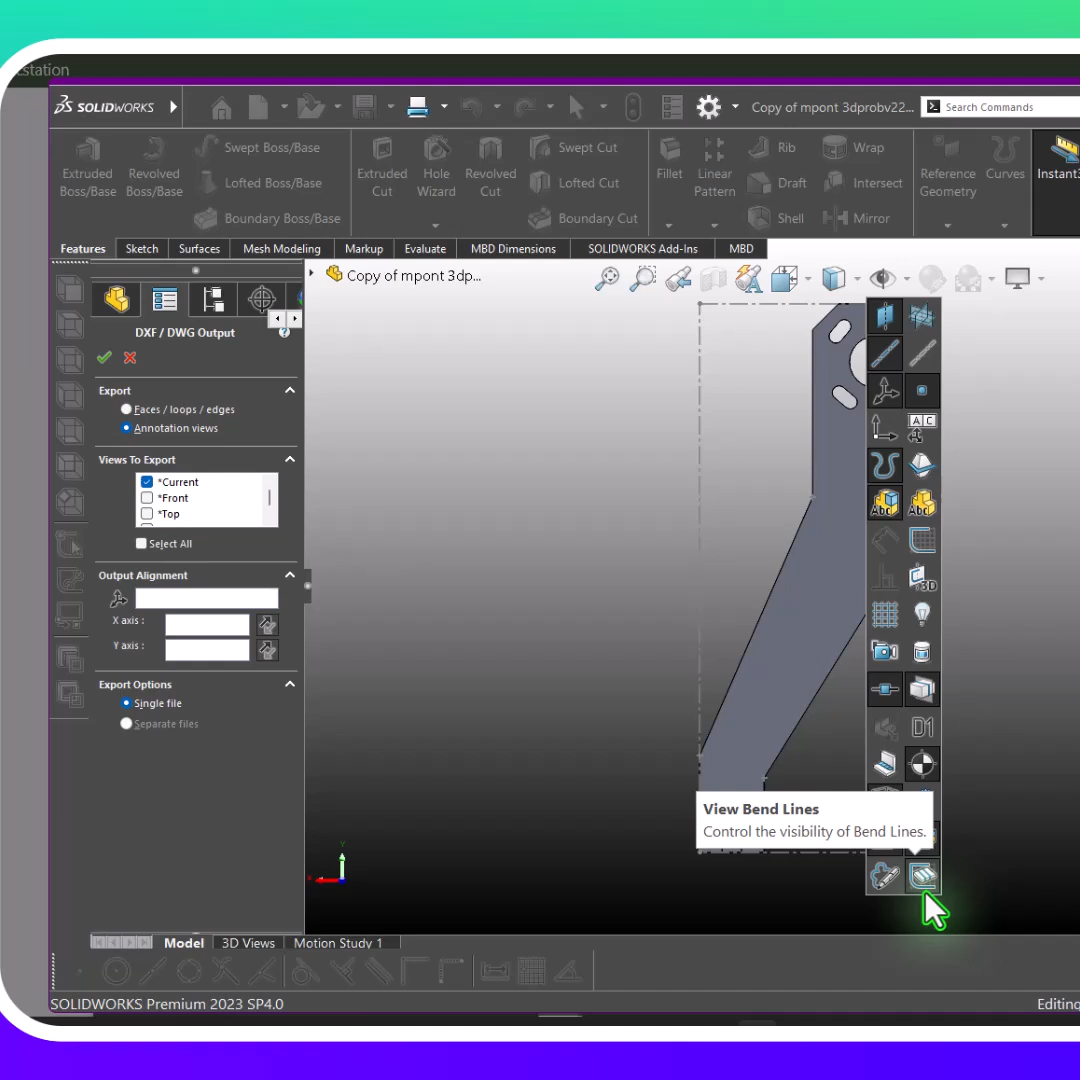 station
SOLIDWORKS
Copy of mpont 3dprobv22...
Search Commands
Extruded Boss/Base
Revolved Boss/Base
Swept Boss/Base
Lofted Boss/Base
Boundary Boss/Base
Extruded Cut
Hole Wizard
Revolved Cut
Swept Cut
Lofted Cut
Boundary Cut
Fillet
Linear Pattern
Rib
Draft
Shell
Wrap
Intersect
Mirror
Reference Geometry
Curves
Instant3
Features
Sketch
Surfaces
Mesh Modeling
Markup
Evaluate
MBD Dimensions
SOLIDWORKS Add-Ins
MBD
Copy of mpont 3dp...
DXF / DWG Output
?
Export
Faces / loops / edges
Annotation views
Views To Export
*Current
*Front
*Top
Select All
Output Alignment
X axis :
Y axis :
Export Options
Single file
Separate files
A C
Abc
Abc
3D
D1
View Bend Lines
Control the visibility of Bend Lines.
Y
X
Model
3D Views
Motion Study 1
SOLIDWORKS Premium 2023 SP4.0
Editing